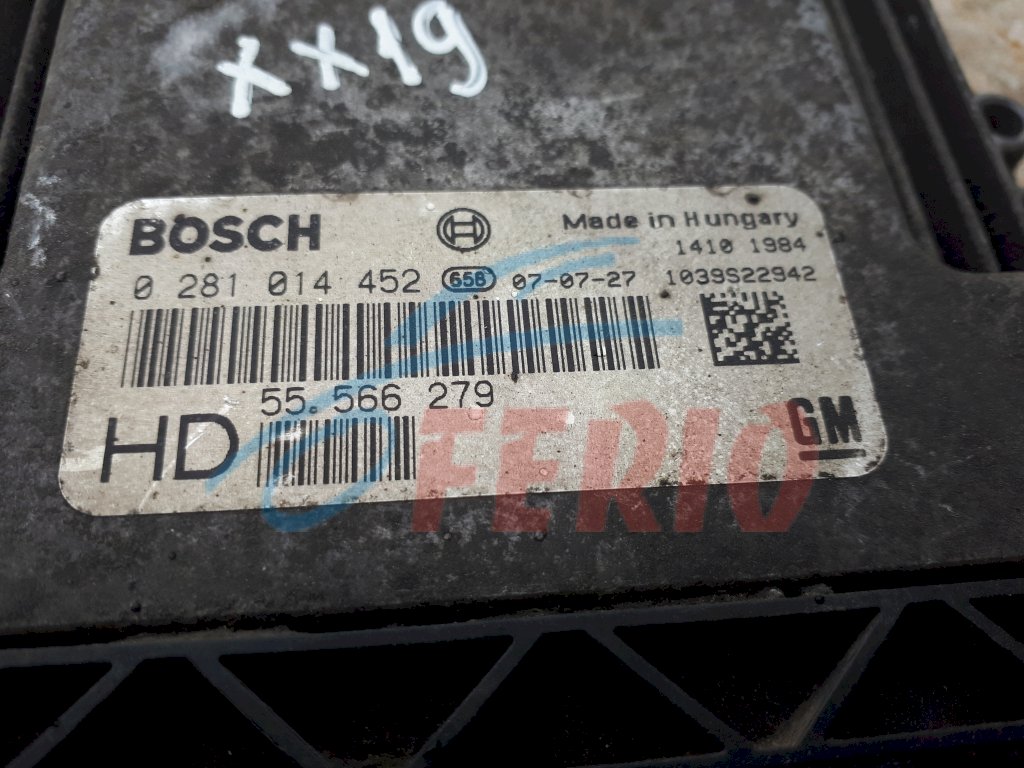 xx19
BOSCH
Made in Hungary
1410 1984
0 281 014 452 656 07-07-27 1039S22942
55.566 279
HD
GM
FERIO